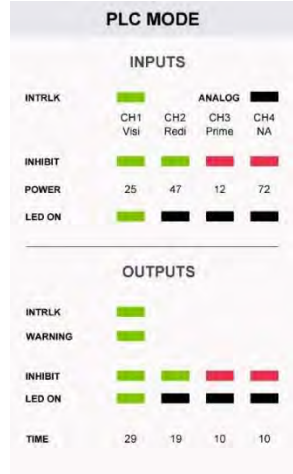 PLC MODE
INPUTS
INTRLK ANALOG
CH1 CH2 CH3 CH4
Visi Redi Prime NA
INHIBIT
POWER 25 47 12 72
LED ON
OUTPUTS
INTRLK
WARNING
INHIBIT
LED ON
TIME 29 19 10 10